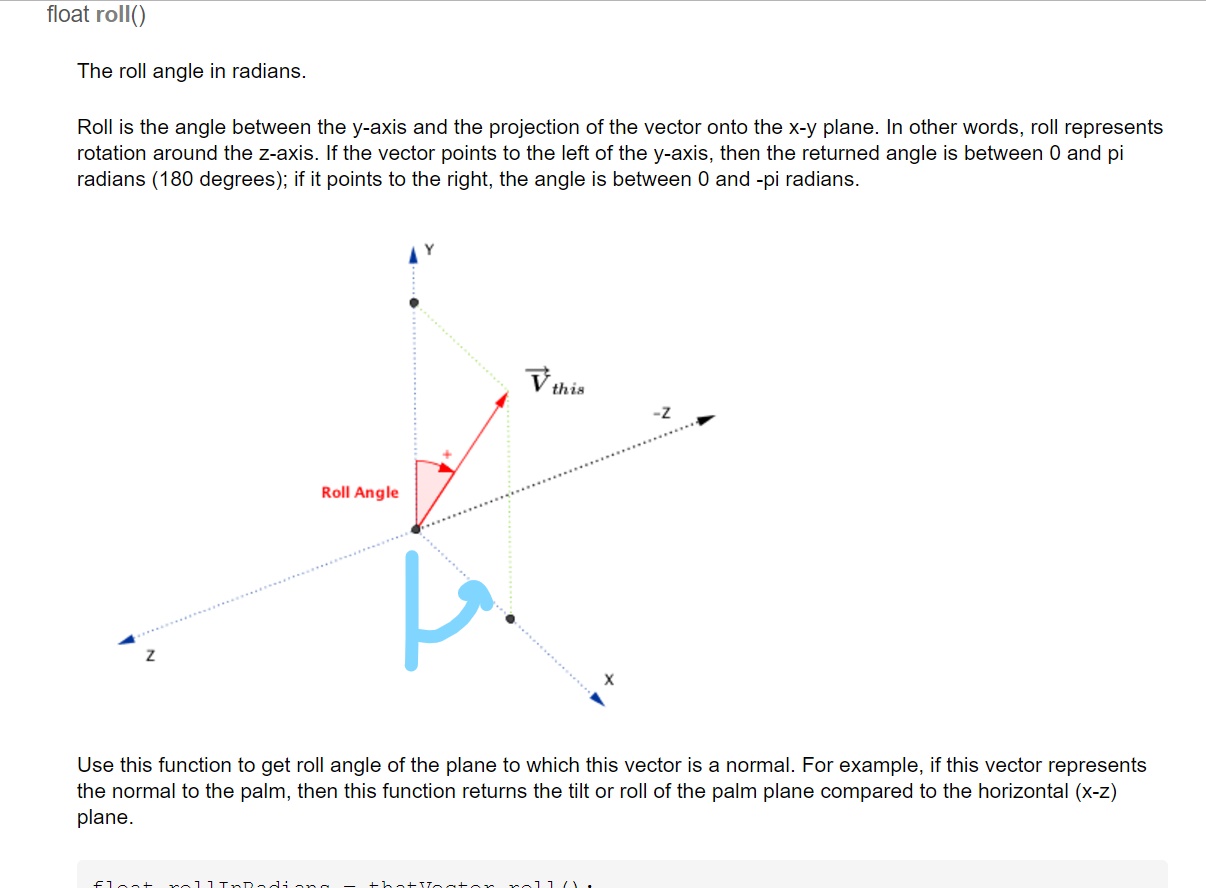 float roll()
The roll angle in radians.
Roll is the angle between the y-axis and the projection of the vector onto the x-y plane. In other words, roll represents
rotation around the z-axis. If the vector points to the left of the y-axis, then the returned angle is between 0 and pi
radians (180 degrees); if it points to the right, the angle is between 0 and -pi radians.
Y
V this
-Z
+
Roll Angle
Z
X
Use this function to get roll angle of the plane to which this vector is a normal. For example, if this vector represents
the normal to the palm, then this function returns the tilt or roll of the palm plane compared to the horizontal (x-z)
plane.
float rollInRadians = thatVector.roll();